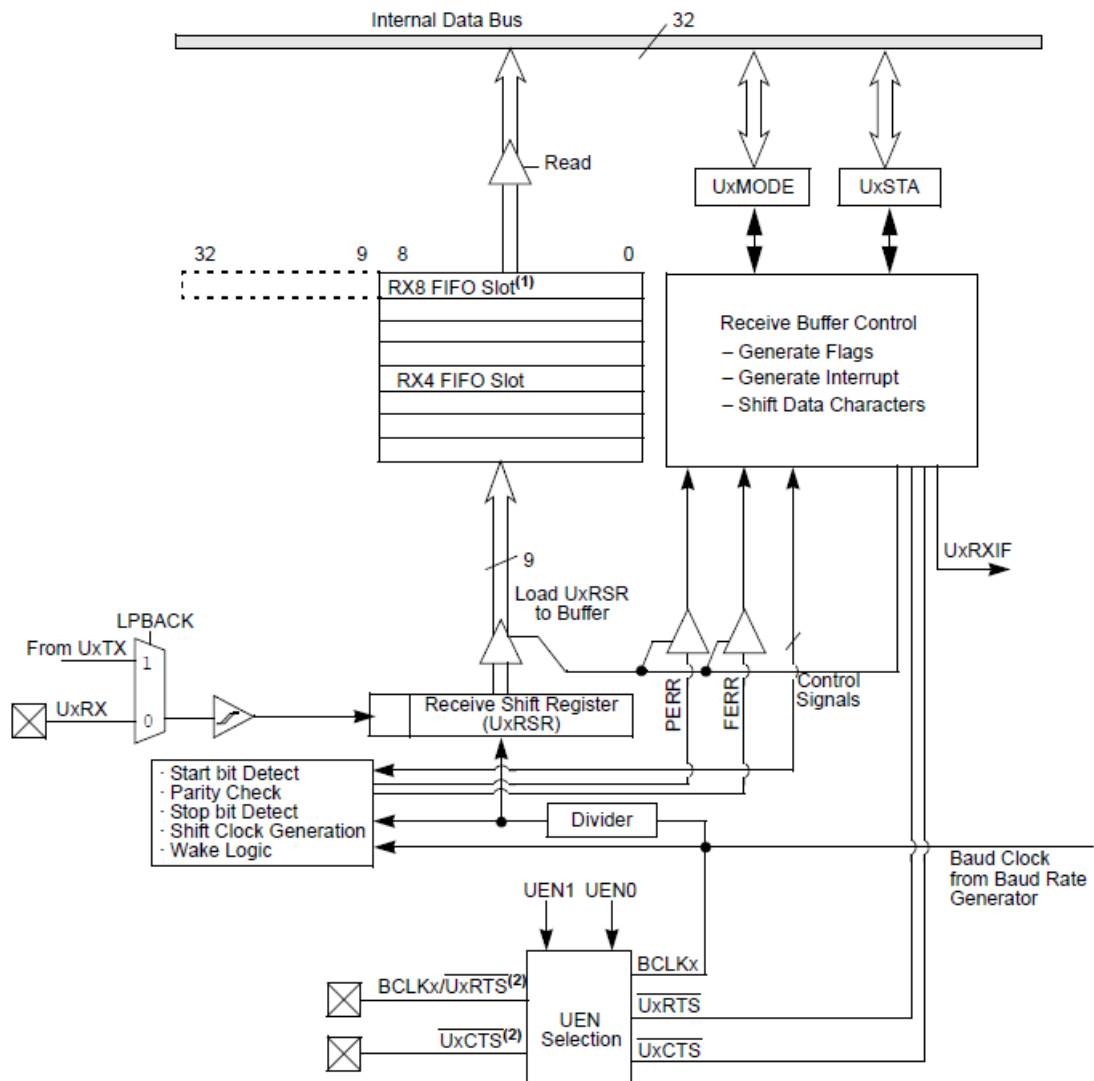 Internal Data Bus
32
Read
UxMODE
UxSTA
32
9
8
0
RX8 FIFO Slot(1)
RX4 FIFO Slot
Receive Buffer Control
– Generate Flags
– Generate Interrupt
– Shift Data Characters
UxRXIF
9
Load UxRSR
to Buffer
LPBACK
From UxTX
1
UxRX
0
Receive Shift Register
(UxRSR)
PERR
FERR
Control
Signals
· Start bit Detect
· Parity Check
· Stop bit Detect
· Shift Clock Generation
· Wake Logic
Divider
Baud Clock
from Baud Rate
Generator
UEN1
UEN0
BCLKx/UxRTS(2)
BCLKx
UxRTS
UEN
Selection
UxCTS(2)
UxCTS